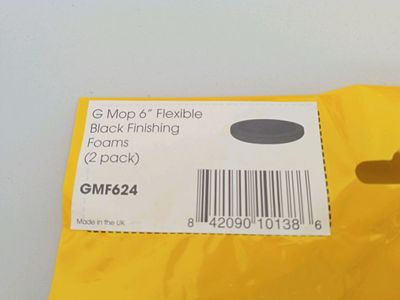 G Mop 6" Flexible
Black Finishing
Foams
(2 pack)
GMF624
Made in the UK
8 42090 10138 6